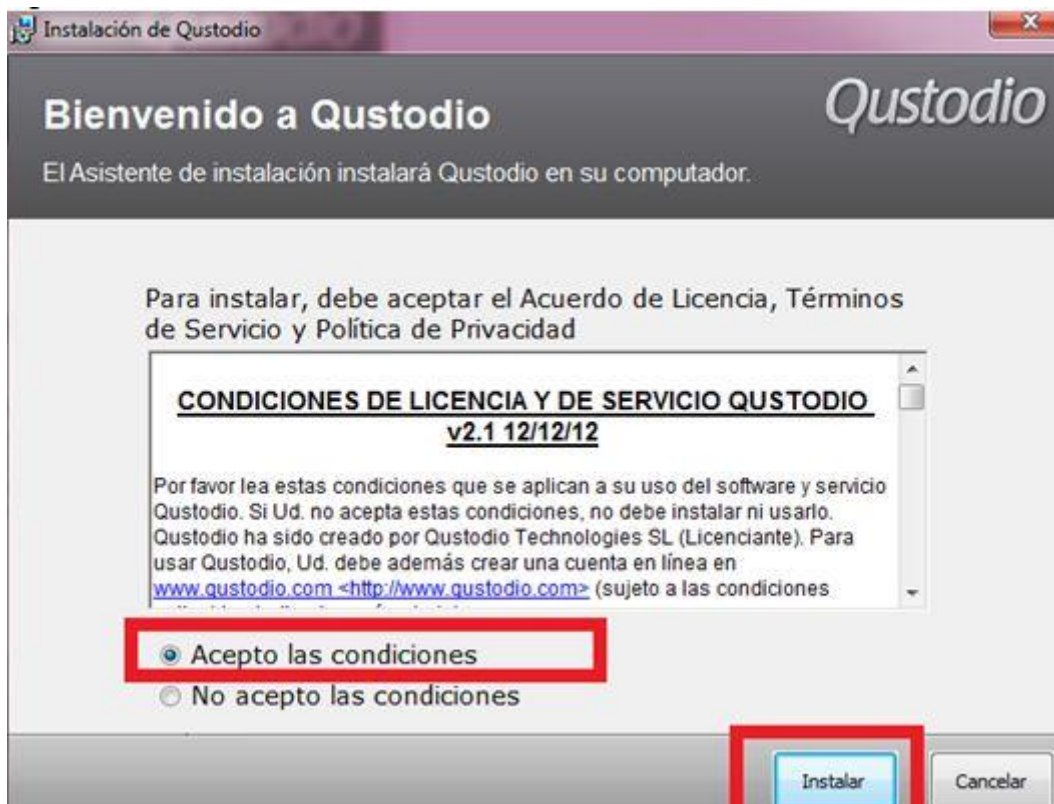 Instalación de Qustodio
Bienvenido a Qustodio
Qustodio
El Asistente de instalación instalará Qustodio en su computador.
Para instalar, debe aceptar el Acuerdo de Licencia, Términos
de Servicio y Política de Privacidad
CONDICIONES DE LICENCIA Y DE SERVICIO QUSTODIO
v2.1 12/12/12
Por favor lea estas condiciones que se aplican a su uso del software y servicio
Qustodio. Si Ud. no acepta estas condiciones, no debe instalar ni usarlo.
Qustodio ha sido creado por Qustodio Technologies SL (Licenciante). Para
usar Qustodio, Ud. debe además crear una cuenta en línea en
www.qustodio.com <http://www.qustodio.com> (sujeto a las condiciones
Acepto las condiciones
No acepto las condiciones
Instalar
Cancelar